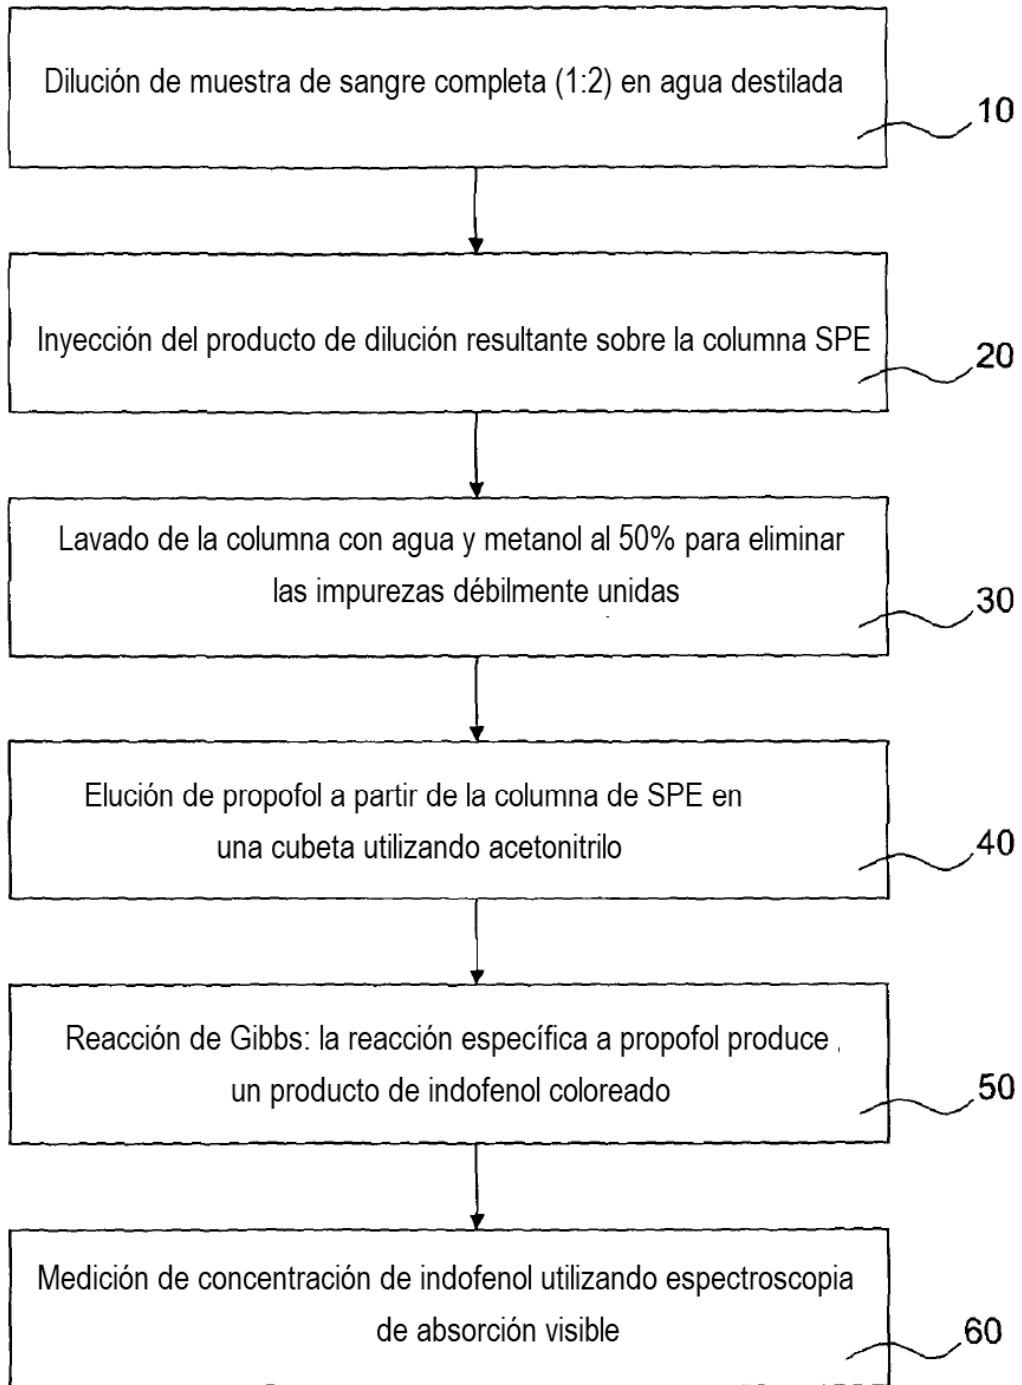 Dilución de muestra de sangre completa (1:2) en agua destilada
10
Inyección del producto de dilución resultante sobre la columna SPE
20
Lavado de la columna con agua y metanol al 50% para eliminar
las impurezas débilmente unidas
30
Elución de propofol a partir de la columna de SPE en
una cubeta utilizando acetonitrilo
40
Reacción de Gibbs: la reacción específica a propofol produce
un producto de indofenol coloreado
50
Medición de concentración de indofenol utilizando espectroscopia
de absorción visible
60